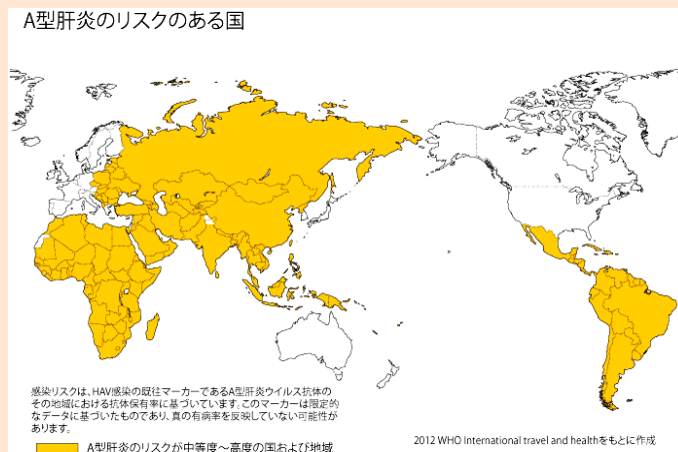 A型肝炎のリスクのある国
感染リスクは、HAV感染の既往マーカーであるA型肝炎ウイルス抗体の
その地域における抗体保有率に基づいています。このマーカーは限定的
なデータに基づいたものであり、真の有病率を反映していない可能性が
あります。
A型肝炎のリスクが中等度～高度の国および地域
2012 WHO International travel and healthをもとに作成